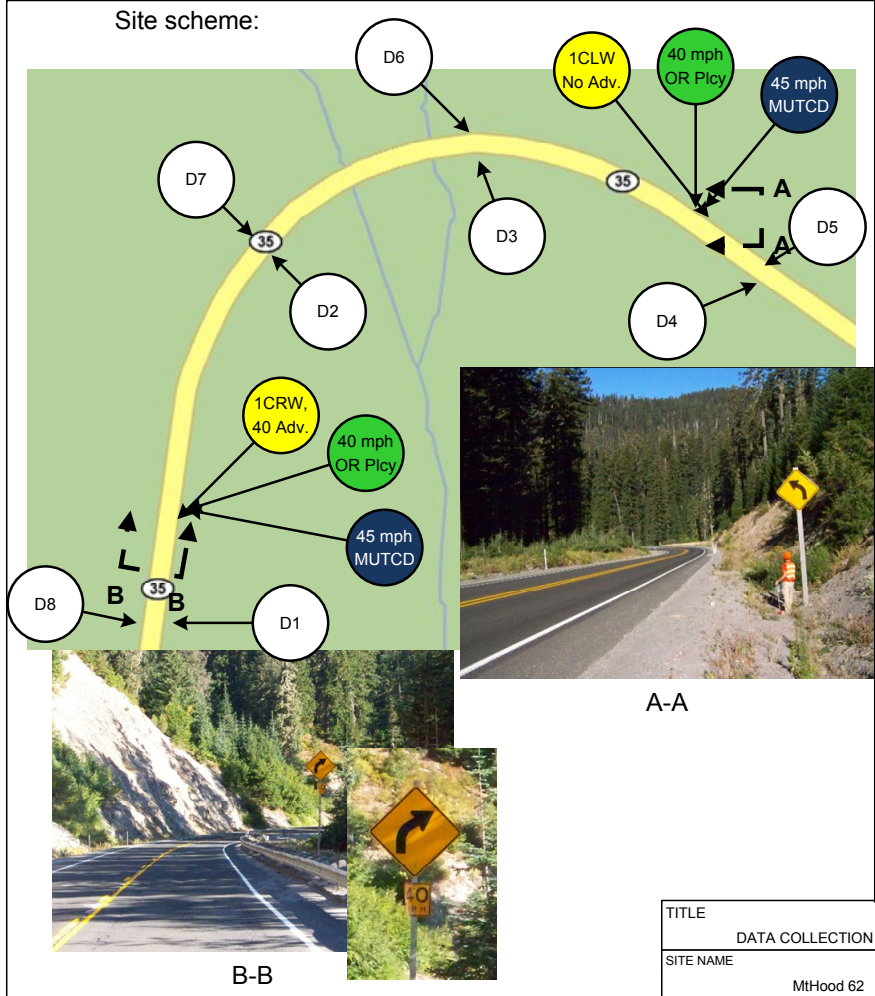 Site scheme:
D6
1CLW
No Adv.
40 mph
OR Plcy
45 mph
MUTCD
D7
35
A
35
D3
D5
A
D2
D4
1CRW,
40 Adv.
40 mph
OR Plcy
45 mph
MUTCD
35
B
B
D8
D1
A-A
40
MPH
B-B
TITLE
DATA COLLECTION
SITE NAME
MtHood 62